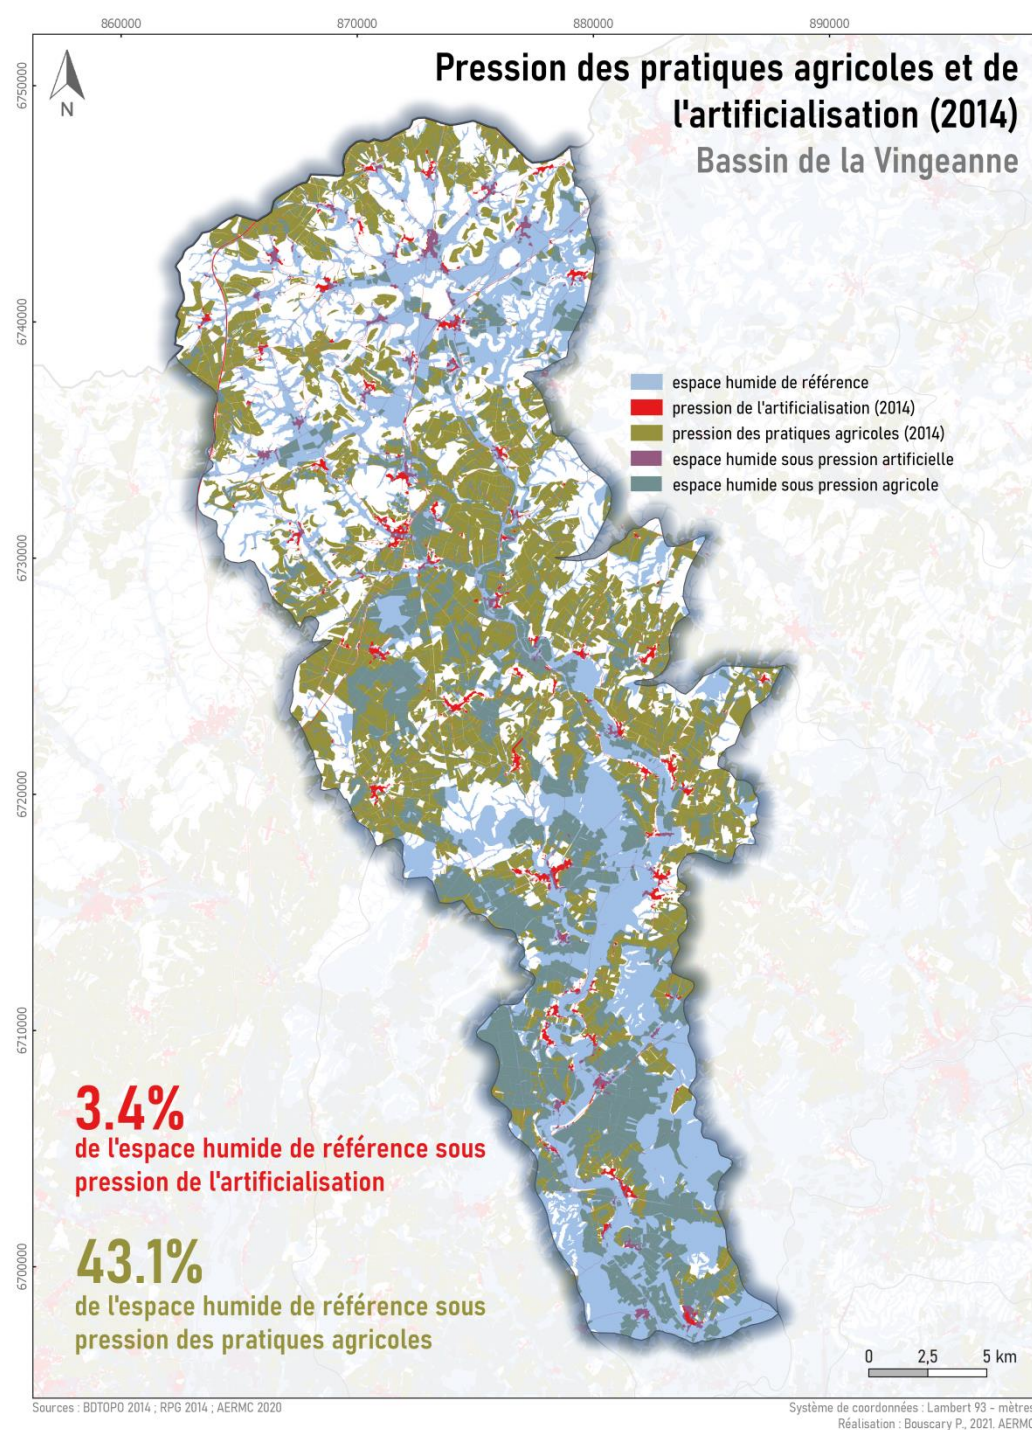 860000
870000
880000
890000
6750000
6740000
6730000
6720000
6710000
6700000
N
Pression des pratiques agricoles et de
l'artificialisation (2014)
Bassin de la Vingeanne
espace humide de référence
pression de l'artificialisation (2014)
pression des pratiques agricoles (2014)
espace humide sous pression artificielle
espace humide sous pression agricole
3.4%
de l'espace humide de référence sous
pression de l'artificialisation
43.1%
de l'espace humide de référence sous
pression des pratiques agricoles
0 2,5 5 km
Sources : BDTOPO 2014 ; RPG 2014 ; AERMC 2020
Système de coordonnées : Lambert 93 - mètres
Réalisation : Bouscary P., 2021. AERMC